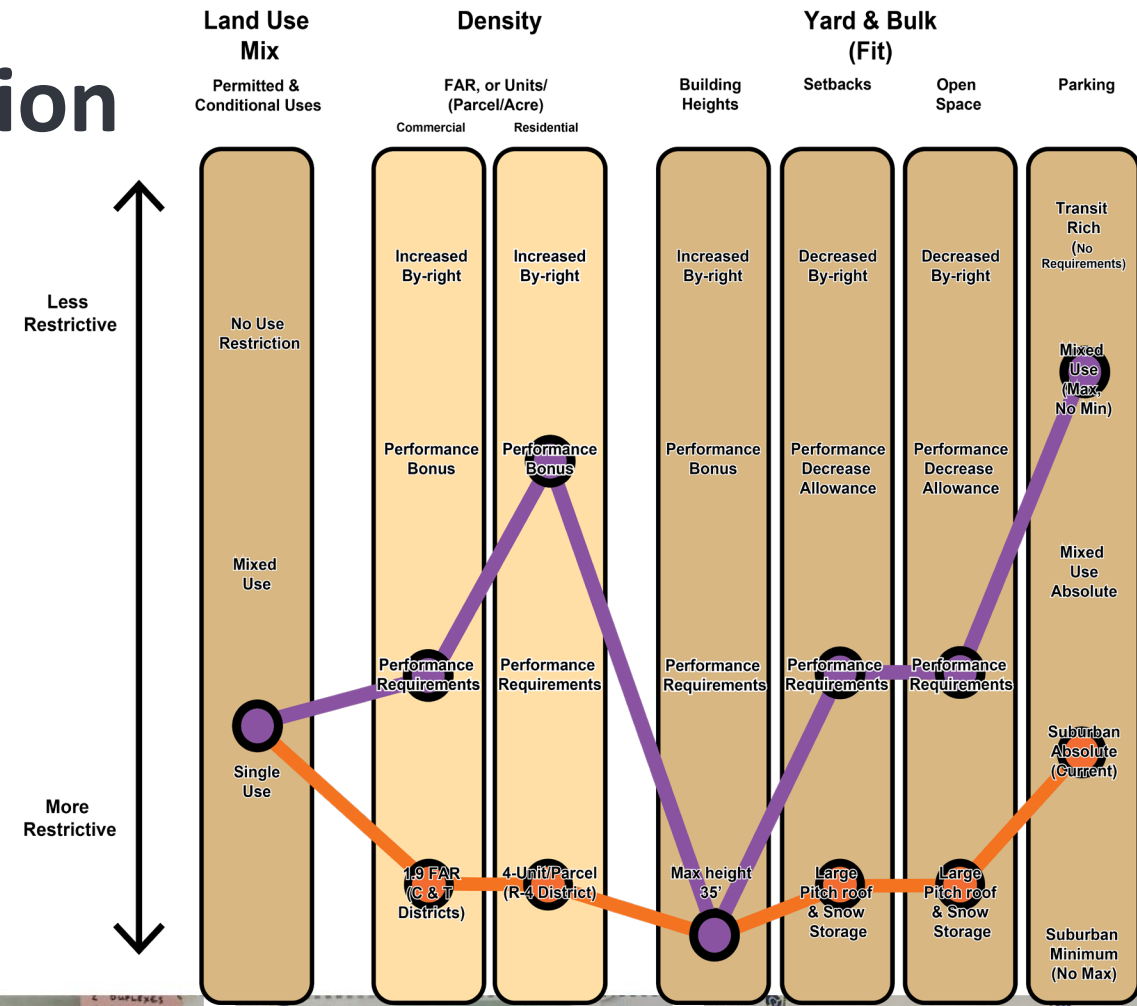 ion
Land Use
Mix
Permitted &
Conditional Uses
Density
FAR, or Units/
(Parcel/Acre)
Commercial
Residential
Yard & Bulk
(Fit)
Building
Heights
Setbacks
Open
Space
Parking
Less
Restrictive
More
Restrictive
No Use
Restriction
Mixed
Use
Single
Use
Increased
By-right
Performance
Bonus
Performance
Requirements
1.9 FAR
(C & T
Districts)
Increased
By-right
Performance
Bonus
Performance
Requirements
4-Unit/Parcel
(R-4 District)
Increased
By-right
Performance
Bonus
Performance
Requirements
Max height
35’
Decreased
By-right
Performance
Decrease
Allowance
Performance
Requirements
Large
Pitch roof
& Snow
Storage
Decreased
By-right
Performance
Decrease
Allowance
Performance
Requirements
Large
Pitch roof
& Snow
Storage
Transit
Rich
(No
Requirements)
Mixed
Use
(Max,
No Min)
Mixed
Use
Absolute
Suburban
Absolute
(Current)
Suburban
Minimum
(No Max)
2 DUPLEXES